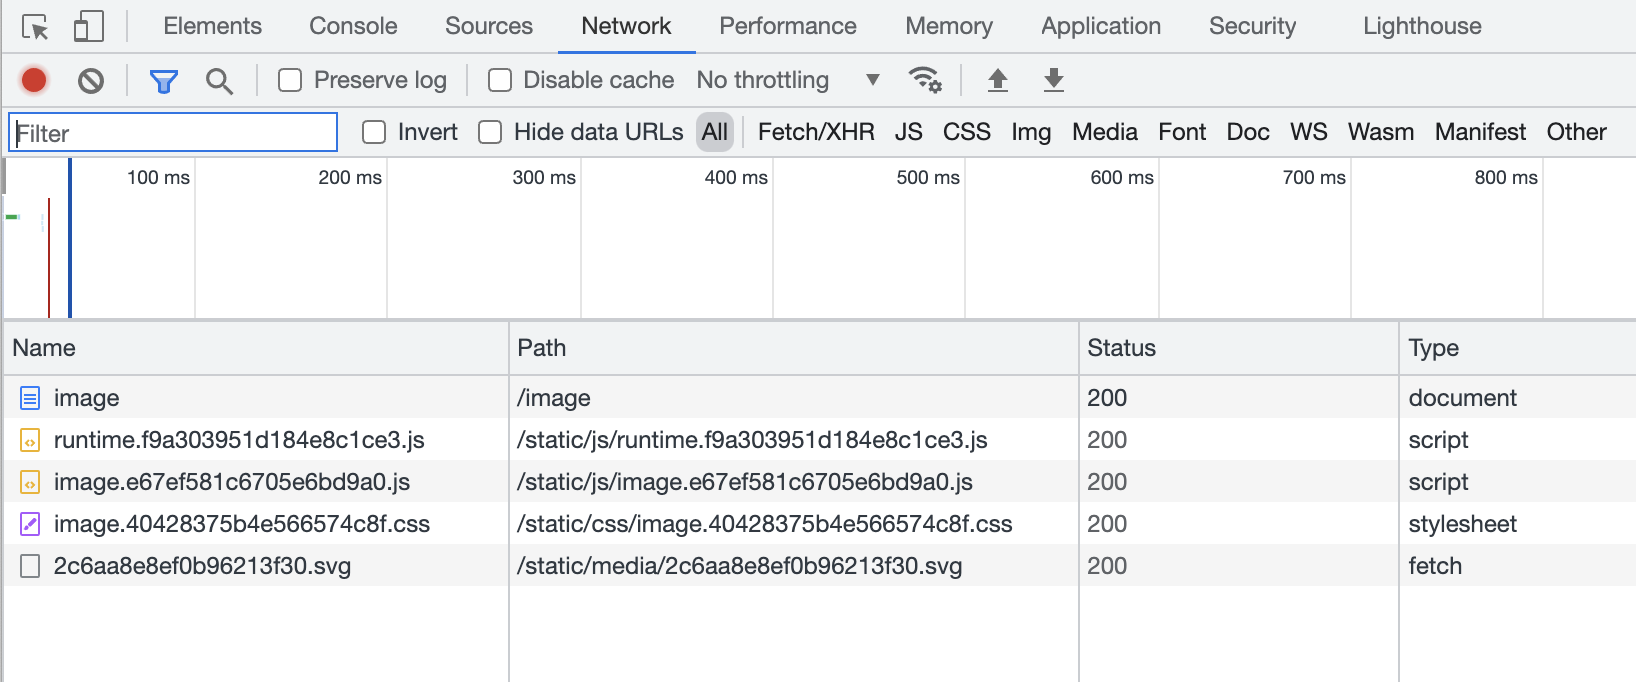 Elements Console Sources Network Performance Memory Application Security Lighthouse
Preserve log Disable cache No throttling
Filter Invert Hide data URLs All Fetch/XHR JS CSS Img Media Font Doc WS Wasm Manifest Other
100 ms 200 ms 300 ms 400 ms 500 ms 600 ms 700 ms 800 ms
Name Path Status Type
image /image 200 document
runtime.f9a303951d184e8c1ce3.js /static/js/runtime.f9a303951d184e8c1ce3.js 200 script
image.e67ef581c6705e6bd9a0.js /static/js/image.e67ef581c6705e6bd9a0.js 200 script
image.40428375b4e566574c8f.css /static/css/image.40428375b4e566574c8f.css 200 stylesheet
2c6aa8e8ef0b96213f30.svg /static/media/2c6aa8e8ef0b96213f30.svg 200 fetch